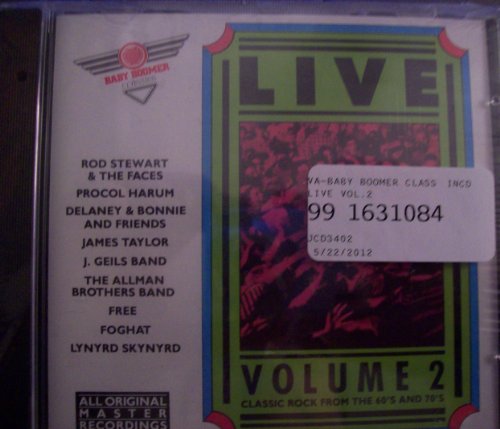 BABY BOOMER
CLASSICS
ROD STEWART
& THE FACES
PROCOL HARUM
DELANEY & BONNIE
AND FRIENDS
JAMES TAYLOR
J. GEILS BAND
THE ALLMAN
BROTHERS BAND
FREE
FOGHAT
LYNYRD SKYNYRD
ALL ORIGINAL
MASTER
RECORDINGS
LIVE
VA-BABY BOOMER CLASS INCD
LIVE VOL.2
99 1631084
JCD3402
5/22/2012
VOLUME 2
CLASSIC ROCK FROM THE 60'S AND 70'S